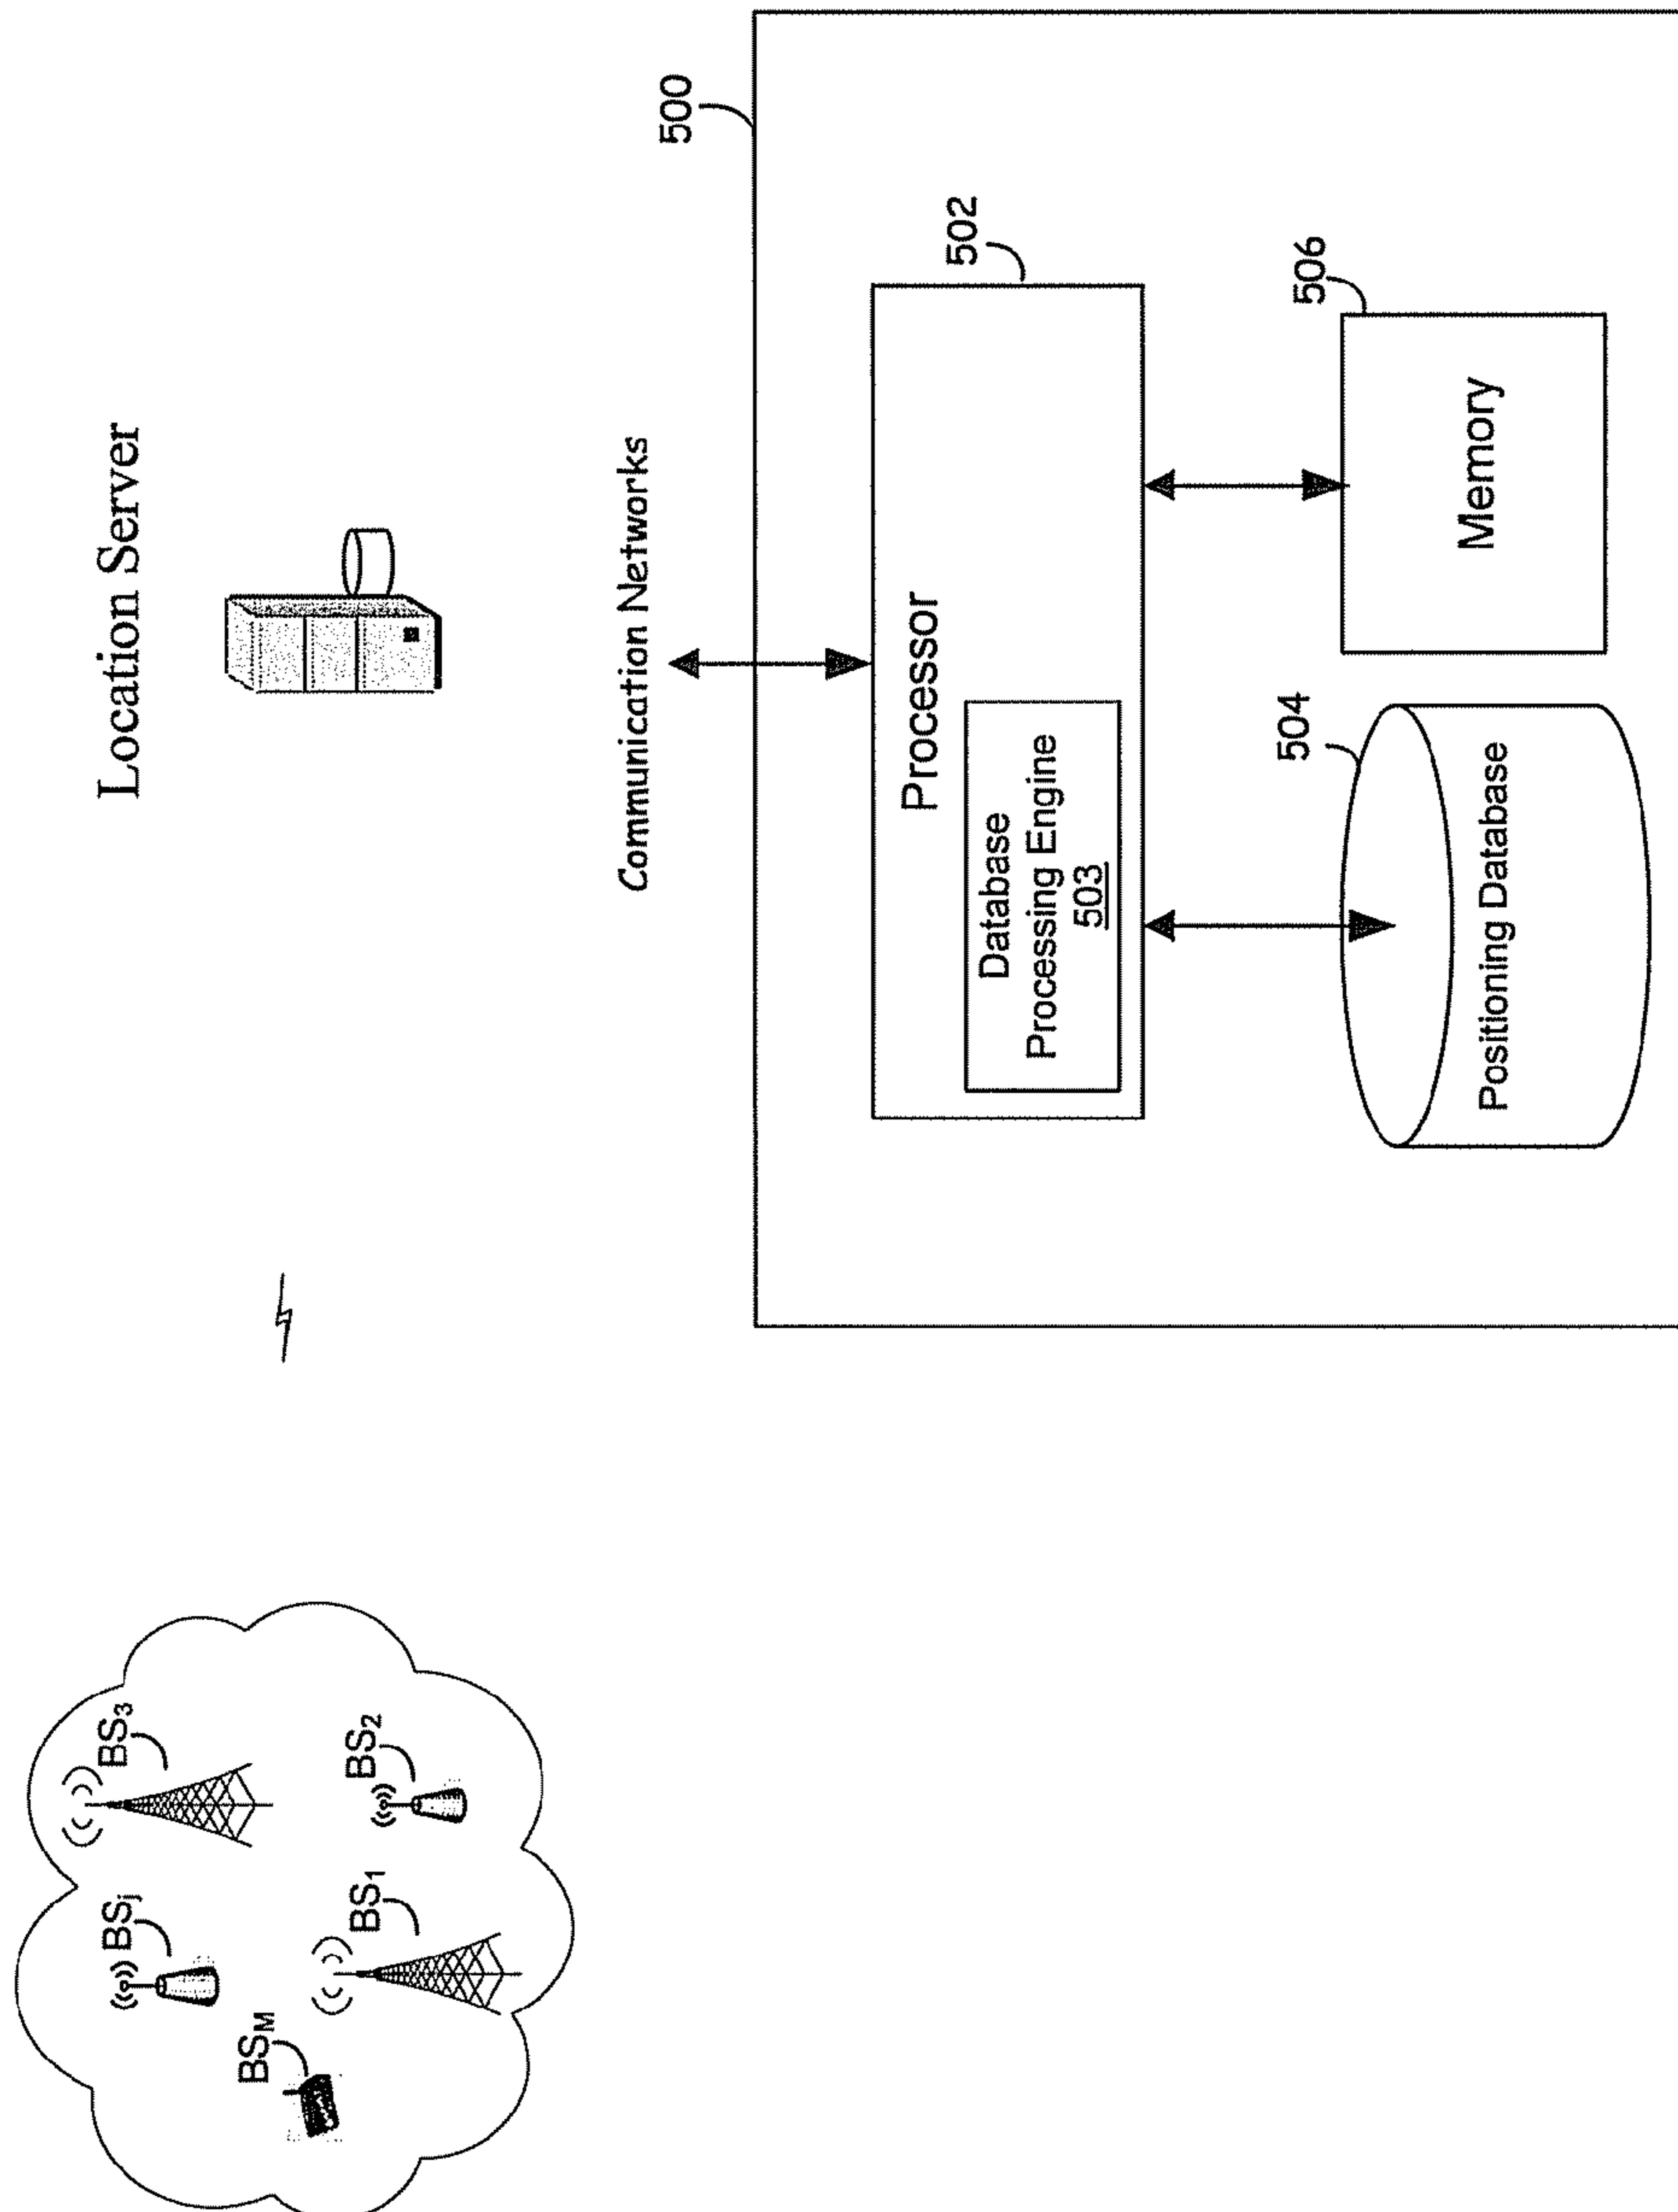 Location Server
BS₃
BSⱼ
BS₂
BS_M
BS₁
Communication Networks
500
Processor
502
Database
Processing Engine
503
504
506
Positioning Database
Memory